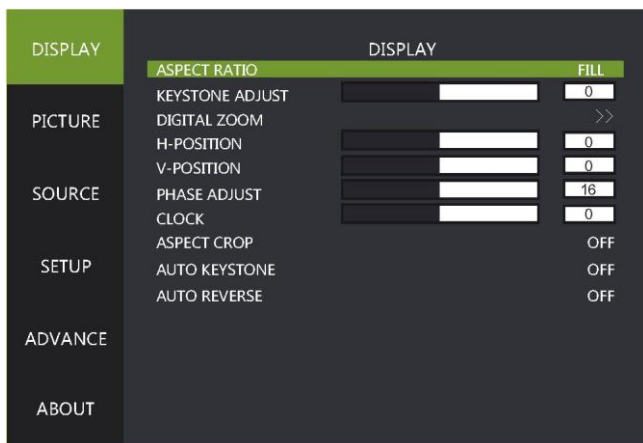 DISPLAY
PICTURE
SOURCE
SETUP
ADVANCE
ABOUT
DISPLAY
ASPECT RATIO FILL
KEYSTONE ADJUST 0
DIGITAL ZOOM >>
H-POSITION 0
V-POSITION 0
PHASE ADJUST 16
CLOCK 0
ASPECT CROP OFF
AUTO KEYSTONE OFF
AUTO REVERSE OFF